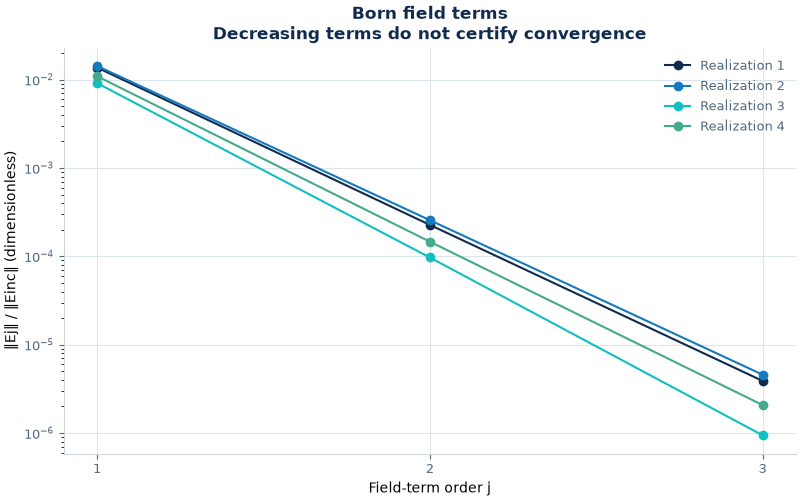 Born field terms
Decreasing terms do not certify convergence
‖Ej‖ / ‖Einc‖ (dimensionless)
10⁻²
10⁻³
10⁻⁴
10⁻⁵
10⁻⁶
Realization 1
Realization 2
Realization 3
Realization 4
1 2 3
Field-term order j